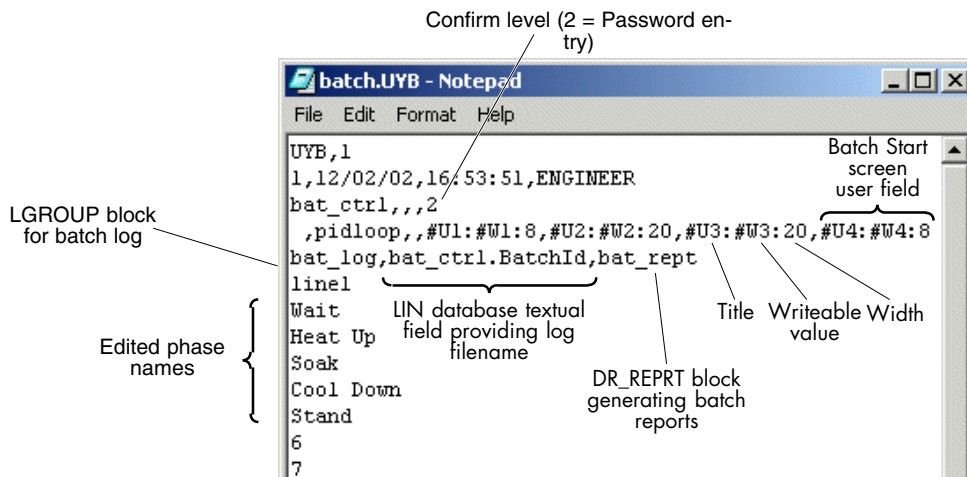 Confirm level (2 = Password en-
try)
batch.UYB - Notepad
File Edit Format Help
UYB,1
1,12/02/02,16:53:51,ENGINEER
bat_ctrl,,,2
,pidloop,,#U1:#W1:8,#U2:#W2:20,#U3:#W3:20,#U4:#W4:8
bat_log,bat_ctrl.BatchId,bat_rept
line1
Wait
Heat Up
Soak
Cool Down
Stand
6
7
Batch Start
screen
user field
LGROUP block
for batch log
LIN database textual
field providing log
filename
Title
Writeable
value
Width
Edited phase
names
DR_REPRT block
generating batch
reports